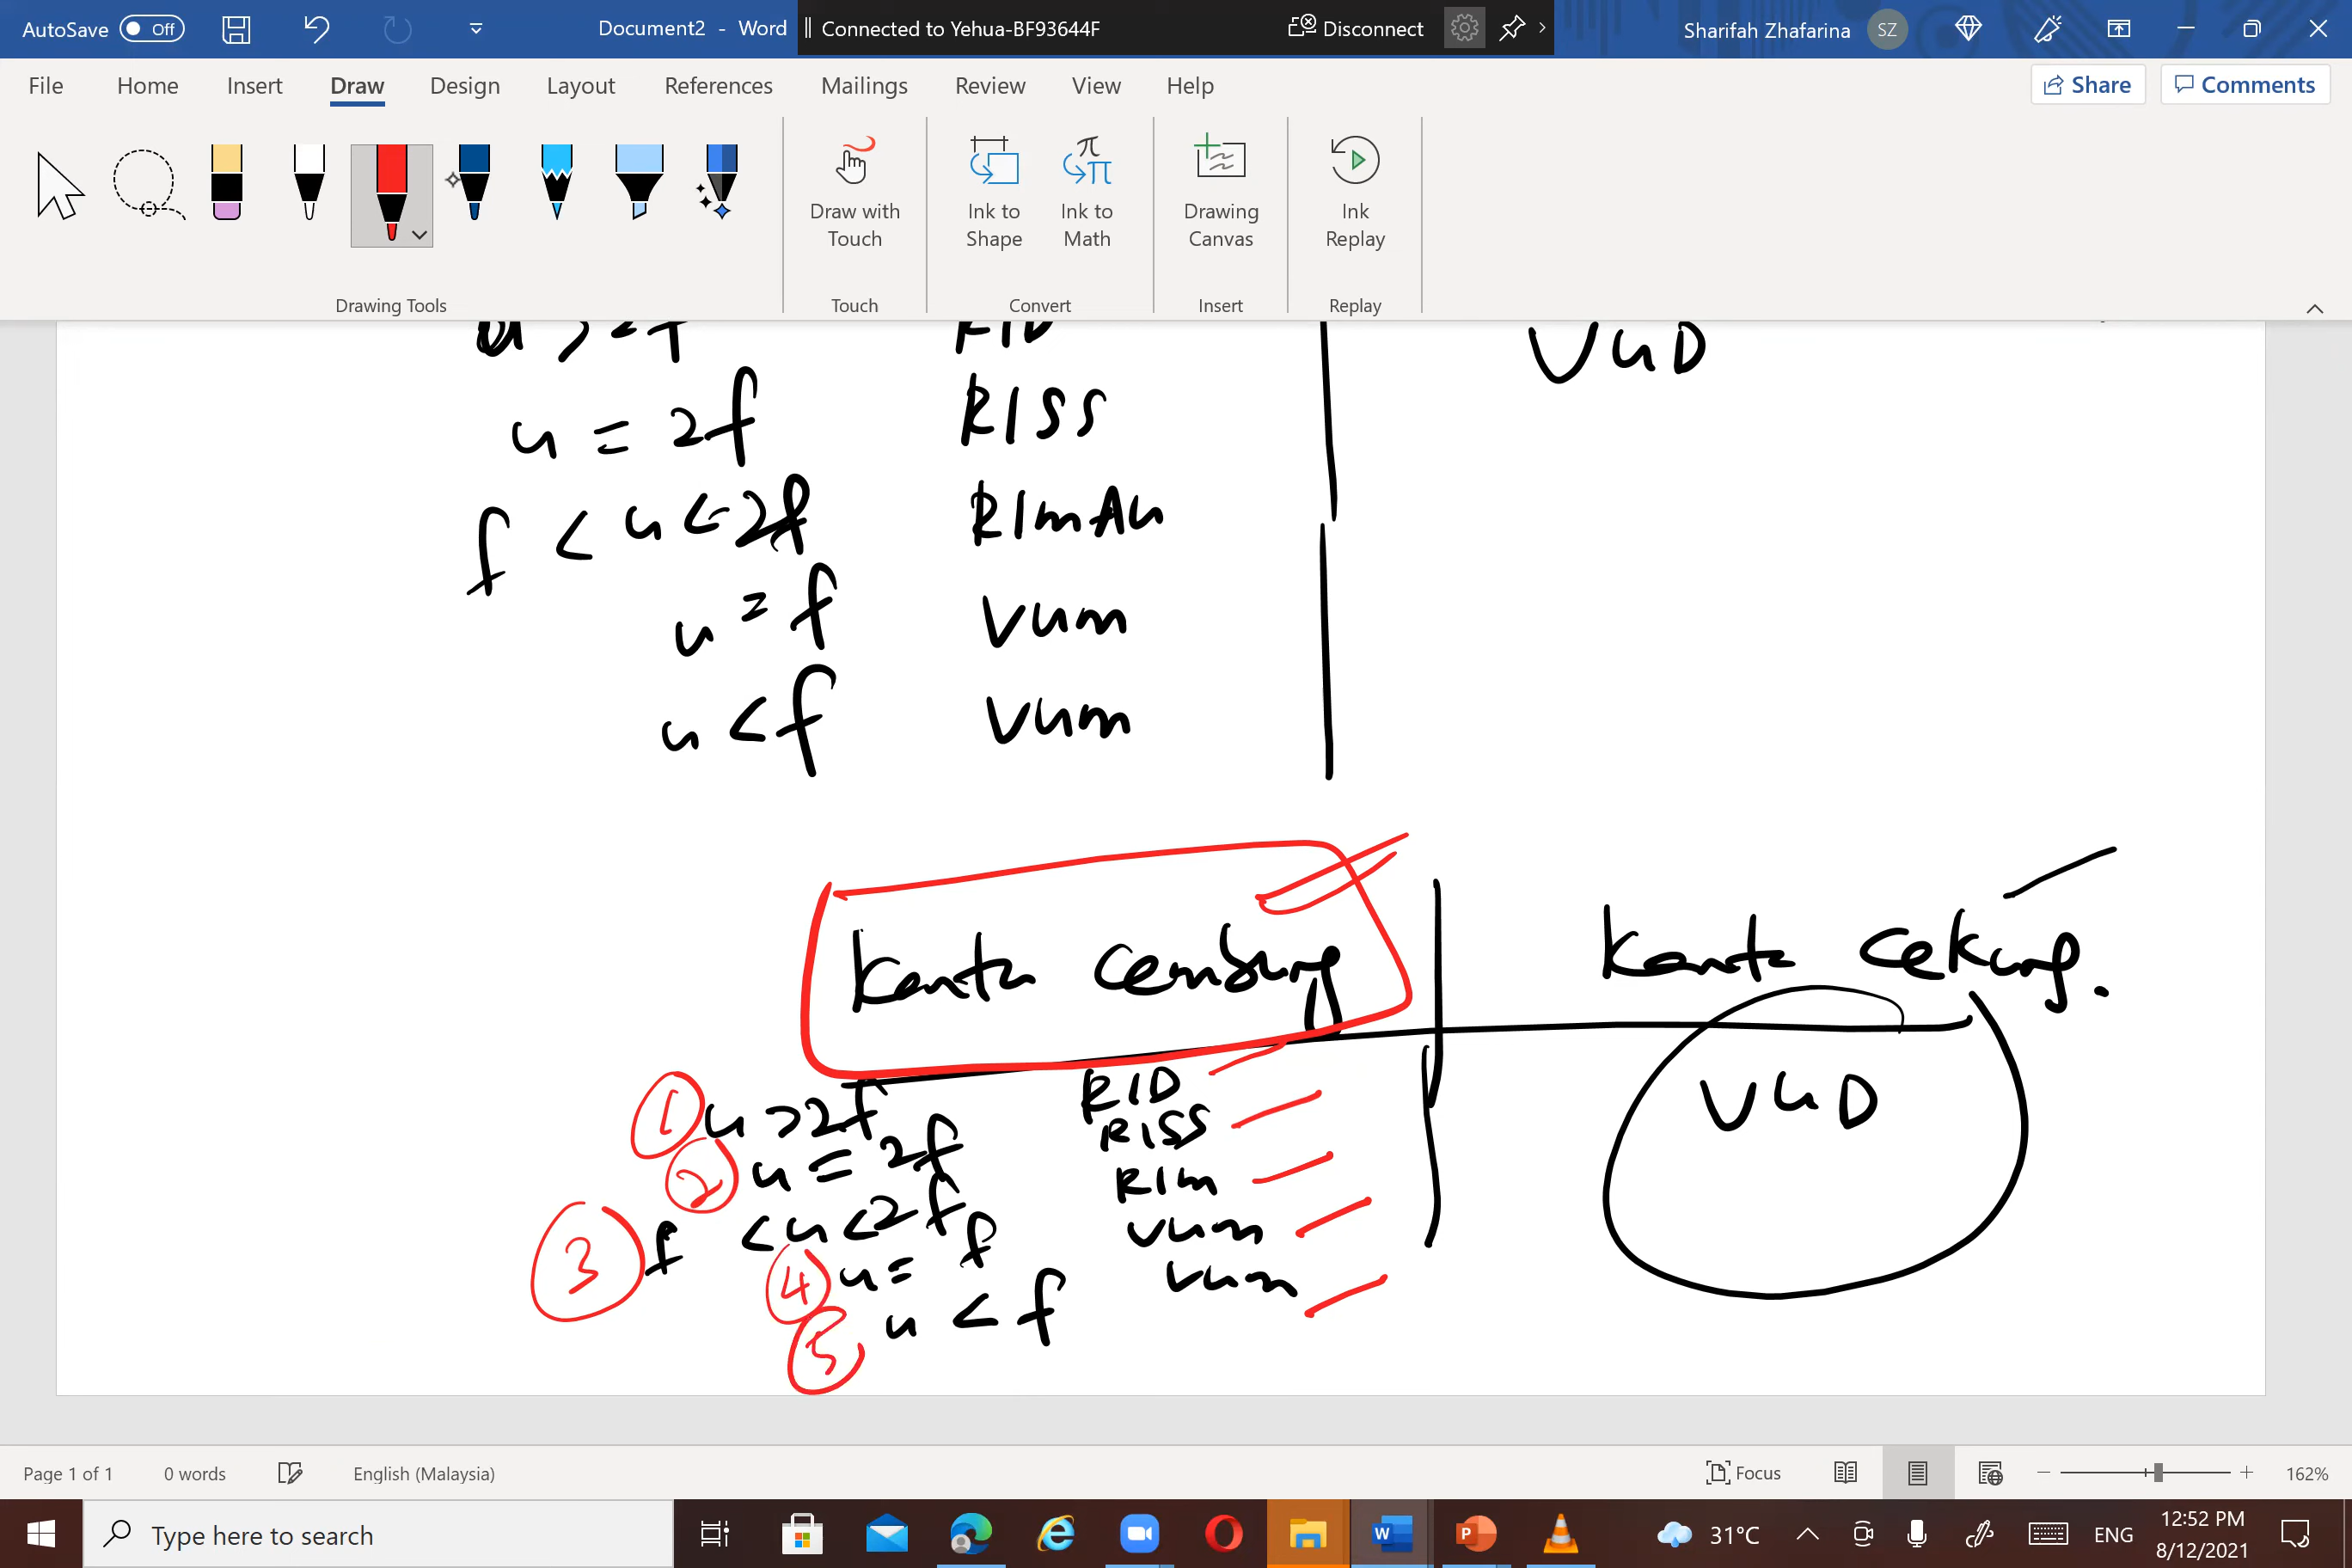 AutoSave Off Document2 - Word Connected to Yehua-BF93644F Disconnect Sharifah Zhafarina SZ
File Home Insert Draw Design Layout References Mailings Review View Help Share Comments
Draw with Touch
Ink to Shape
Ink to Math
Drawing Canvas
Ink Replay
Drawing Tools Touch Convert Insert Replay
u > 2f RID VUD
u = 2f RISS
f < u < 2f RIMAU
u = f VUM
u < f VUM
Kanta cembung Kanta cekung.
1 u > 2f RID VUD
2 u = 2f RISS
3 f < u < 2f RIM
4 u = f VUM
5 u < f VUM
Page 1 of 1 0 words English (Malaysia) Focus 162%
Type here to search 31°C ENG 12:52 PM
8/12/2021